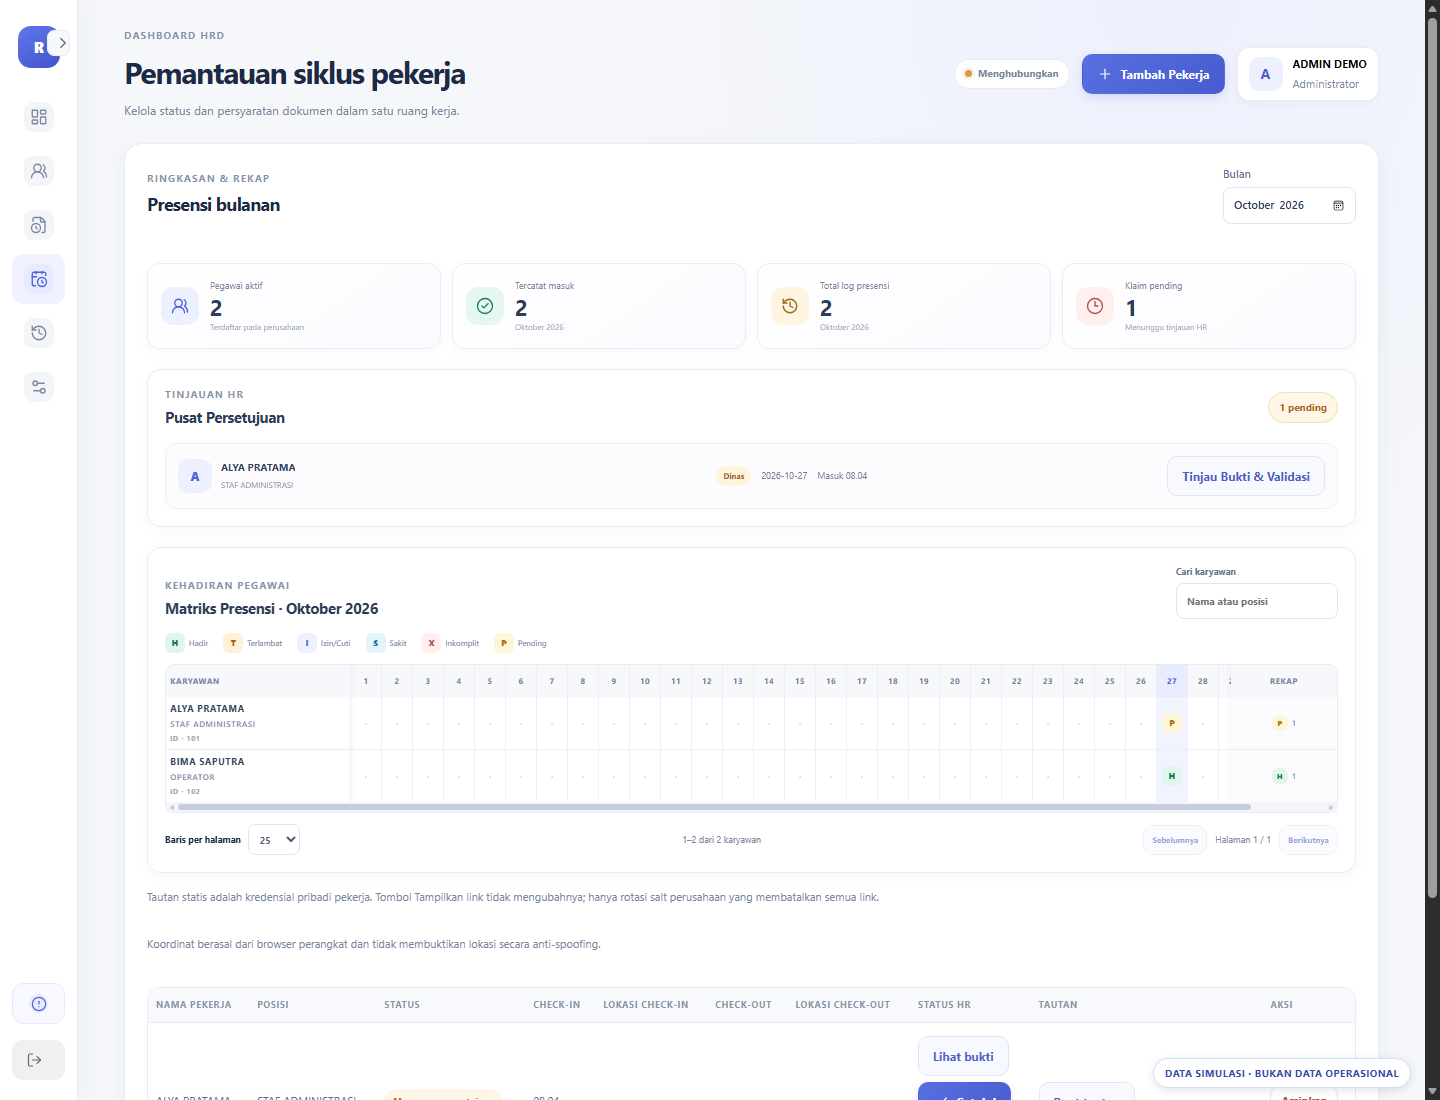 R
DASHBOARD HRD
Pemantauan siklus pekerja
Kelola status dan persyaratan dokumen dalam satu ruang kerja.
Menghubungkan
Tambah Pekerja
A
ADMIN DEMO
Administrator
RINGKASAN & REKAP
Presensi bulanan
Bulan
October 2026
Pegawai aktif
2
Terdaftar pada perusahaan
Tercatat masuk
2
Oktober 2026
Total log presensi
2
Oktober 2026
Klaim pending
1
Menunggu tinjauan HR
TINJAUAN HR
Pusat Persetujuan
1 pending
A
ALYA PRATAMA
STAF ADMINISTRASI
Dinas 2026-10-27 Masuk 08.04
Tinjau Bukti & Validasi
KEHADIRAN PEGAWAI
Matriks Presensi · Oktober 2026
Cari karyawan
Nama atau posisi
H Hadir T Terlambat I Izin/Cuti S Sakit X Inkomplit P Pending
KARYAWAN 1 2 3 4 5 6 7 8 9 10 11 12 13 14 15 16 17 18 19 20 21 22 23 24 25 26 27 28 REKAP
ALYA PRATAMA
STAF ADMINISTRASI
ID · 101
P
P 1
BIMA SAPUTRA
OPERATOR
ID · 102
H
H 1
Baris per halaman 25
1–2 dari 2 karyawan
Sebelumnya Halaman 1 / 1 Berikutnya
Tautan statis adalah kredensial pribadi pekerja. Tombol Tampilkan link tidak mengubahnya; hanya rotasi salt perusahaan yang membatalkan semua link.
Koordinat berasal dari browser perangkat dan tidak membuktikan lokasi secara anti-spoofing.
NAMA PEKERJA POSISI STATUS CHECK-IN LOKASI CHECK-IN CHECK-OUT LOKASI CHECK-OUT STATUS HR TAUTAN AKSI
Lihat bukti
ALYA PRATAMA STAF ADMINISTRASI 08.04
DATA SIMULASI · BUKAN DATA OPERASIONAL